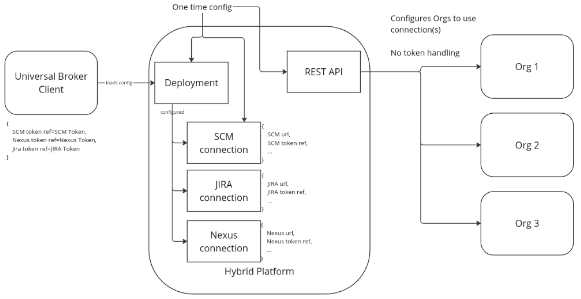 One time config
Configures Orgs to use
connection(s)
No token handling
Universal Broker
Client
loads config
Deployment
REST API
Org 1
configured
{
SCM token ref=SCM Token,
Nexus token ref=Nexus Token,
Jira token ref=JIRA Token
}
SCM
connection
{
SCM url,
SCM token ref,
...
}
Org 2
JIRA
connection
{
JIRA url,
JIRA token ref,
...
}
Nexus
connection
{
Nexus url,
Nexus token ref,
...
}
Org 3
Hybrid Platform